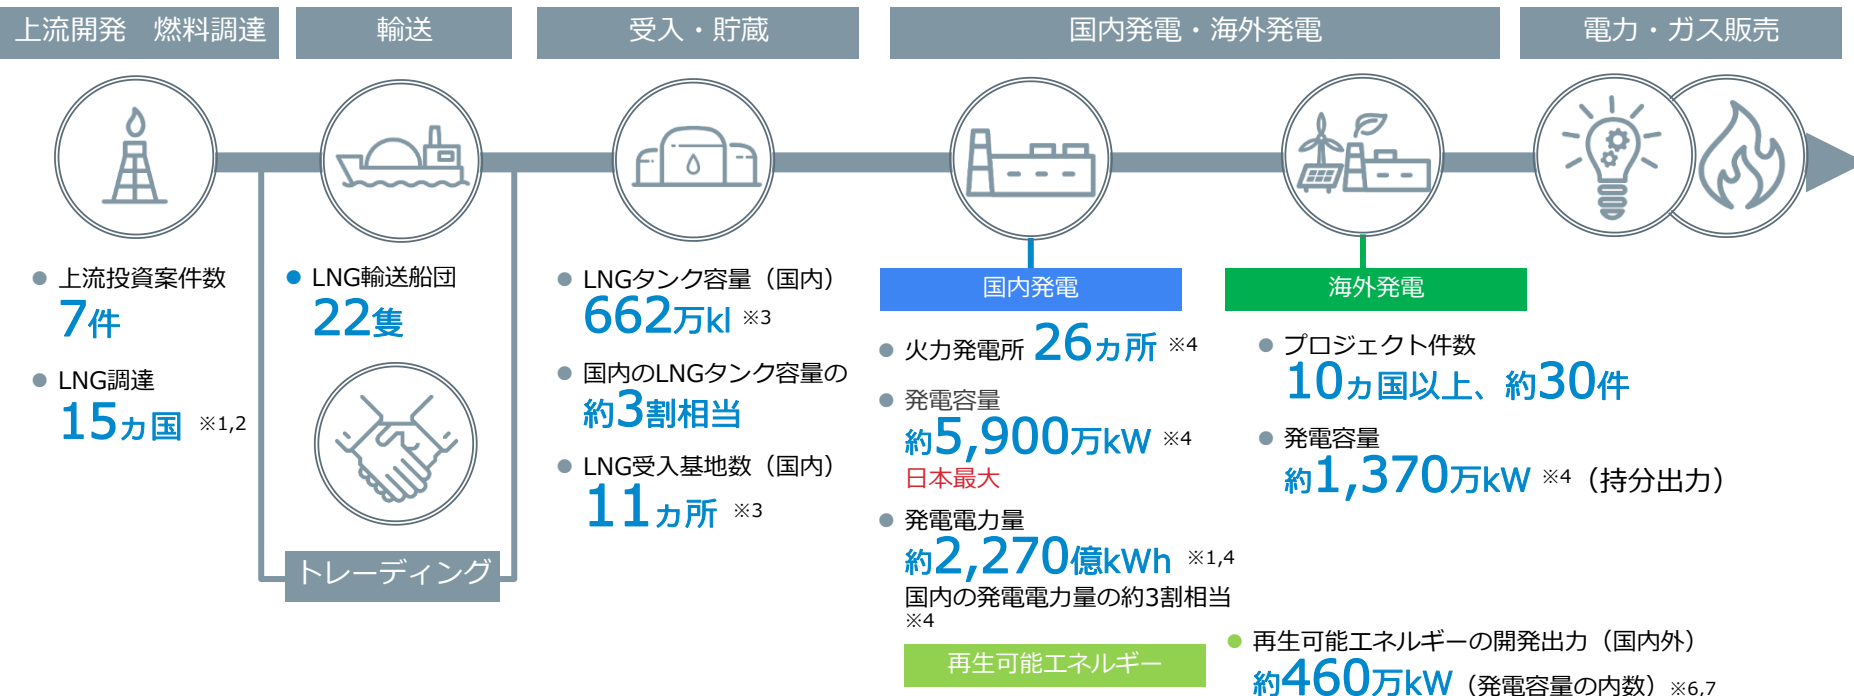 上流開発　燃料調達
輸送
受入・貯蔵
国内発電・海外発電
電力・ガス販売
上流投資案件数
7件
LNG調達
15カ国 ※1,2
LNG輸送船団
22隻
トレーディング
LNGタンク容量（国内）
662万kl ※3
国内のLNGタンク容量の
約3割相当
LNG受入基地数（国内）
11カ所 ※3
国内発電
火力発電所 26カ所 ※4
発電容量
約5,900万kW ※4
日本最大
発電電力量
約2,270億kWh ※1,4
国内の発電電力量の約3割相当
※4
海外発電
プロジェクト件数
10カ国以上、約30件
発電容量
約1,370万kW ※4（持分出力）
再生可能エネルギー
再生可能エネルギーの開発出力（国内外）
約460万kW（発電容量の内数）※6,7